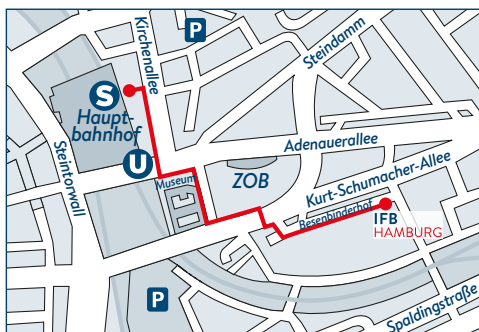 Kirchenallee
P
Steindamm
S
Haupt-
bahnhof
Adenauerallee
U
Steintorwall
Museum
ZOB
Kurt-Schumacher-Allee
Besenbinderhof
IFB
HAMBURG
P
Spaldingstraße